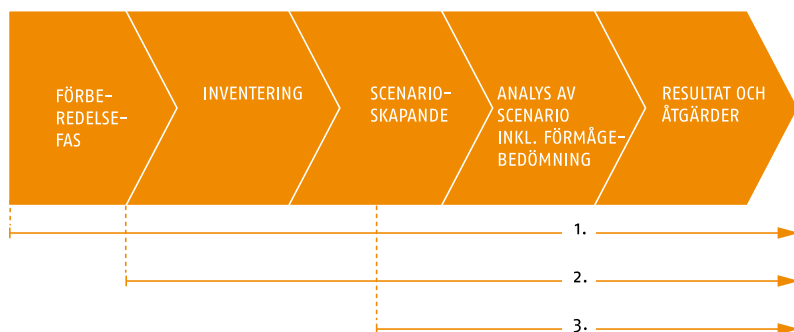 FÖRBE-
REDELSE-
FAS
INVENTERING
SCENARIO-
SKAPANDE
ANALYS AV
SCENARIO
INKL. FÖRMÅGE-
BEDÖMNING
RESULTAT OCH
ÅTGÄRDER
1.
2.
3.